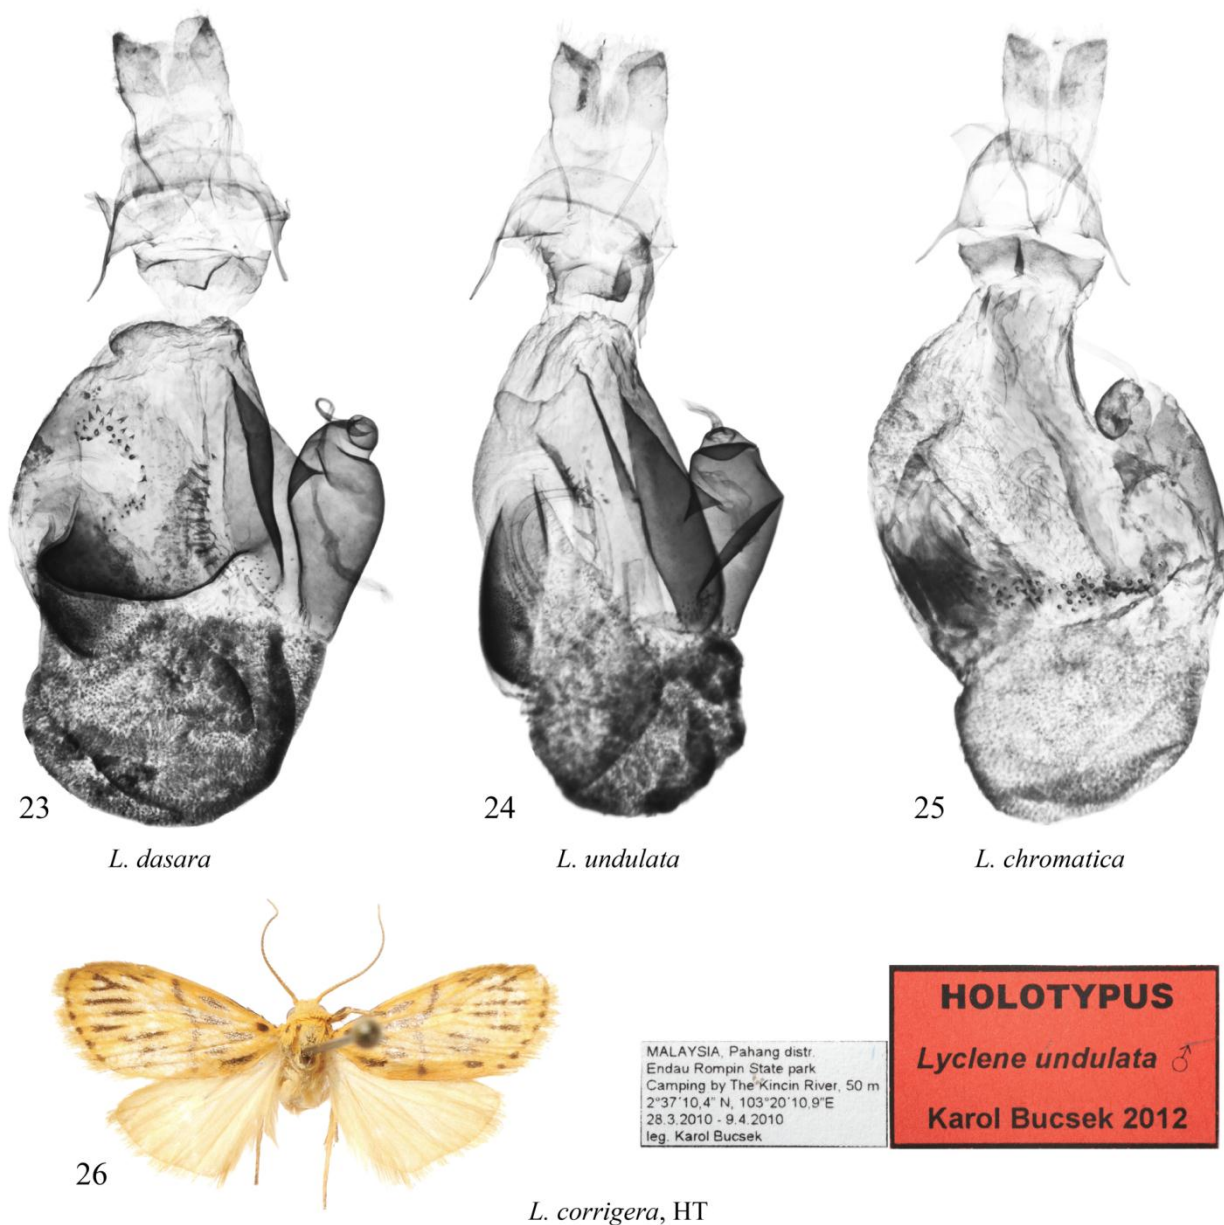 23
24
25
L. dasara
L. undulata
L. chromatica
MALAYSIA, Pahang distr.
Endau Rompin State park
Camping by The Kincin River, 50 m
2°37´10,4" N, 103°20´10,9"E
28.3.2010 - 9.4.2010
leg. Karol Bucsek
HOLOTYPUS
Lyclene undulata ♂
Karol Bucsek 2012
26
L. corrigera, HT